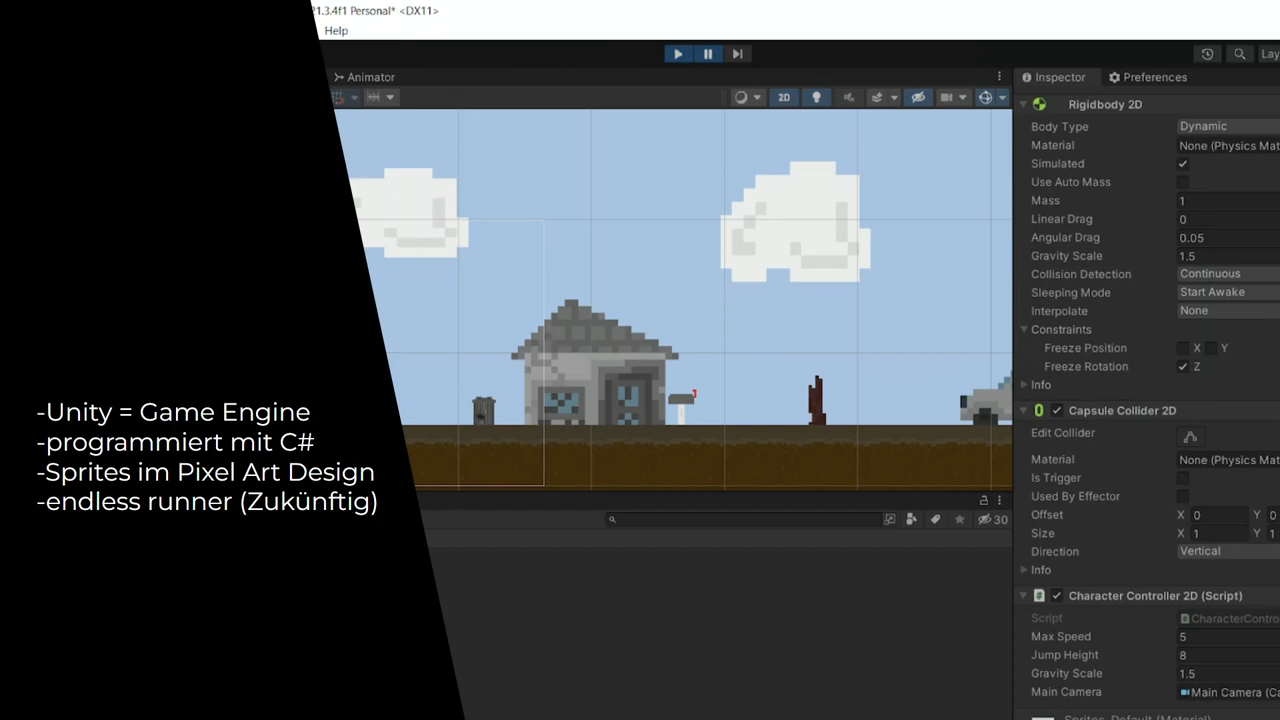 21.3.4f1 Personal* <DX11>
Help
Animator
Inspector
Preferences
2D
Rigidbody 2D
Body Type Dynamic
Material None (Physics Mat
Simulated
Use Auto Mass
Mass 1
Linear Drag 0
Angular Drag 0.05
Gravity Scale 1.5
Collision Detection Continuous
Sleeping Mode Start Awake
Interpolate None
Constraints
Freeze Position X Y
Freeze Rotation Z
Info
Capsule Collider 2D
Edit Collider
Material None (Physics Mat
Is Trigger
Used By Effector
Offset X 0 Y 0
Size X 1 Y 1
Direction Vertical
Info
Character Controller 2D (Script)
Script CharacterContro
Max Speed 5
Jump Height 8
Gravity Scale 1.5
Main Camera Main Camera (Ca
30
-Unity = Game Engine
-programmiert mit C#
-Sprites im Pixel Art Design
-endless runner (Zukünftig)